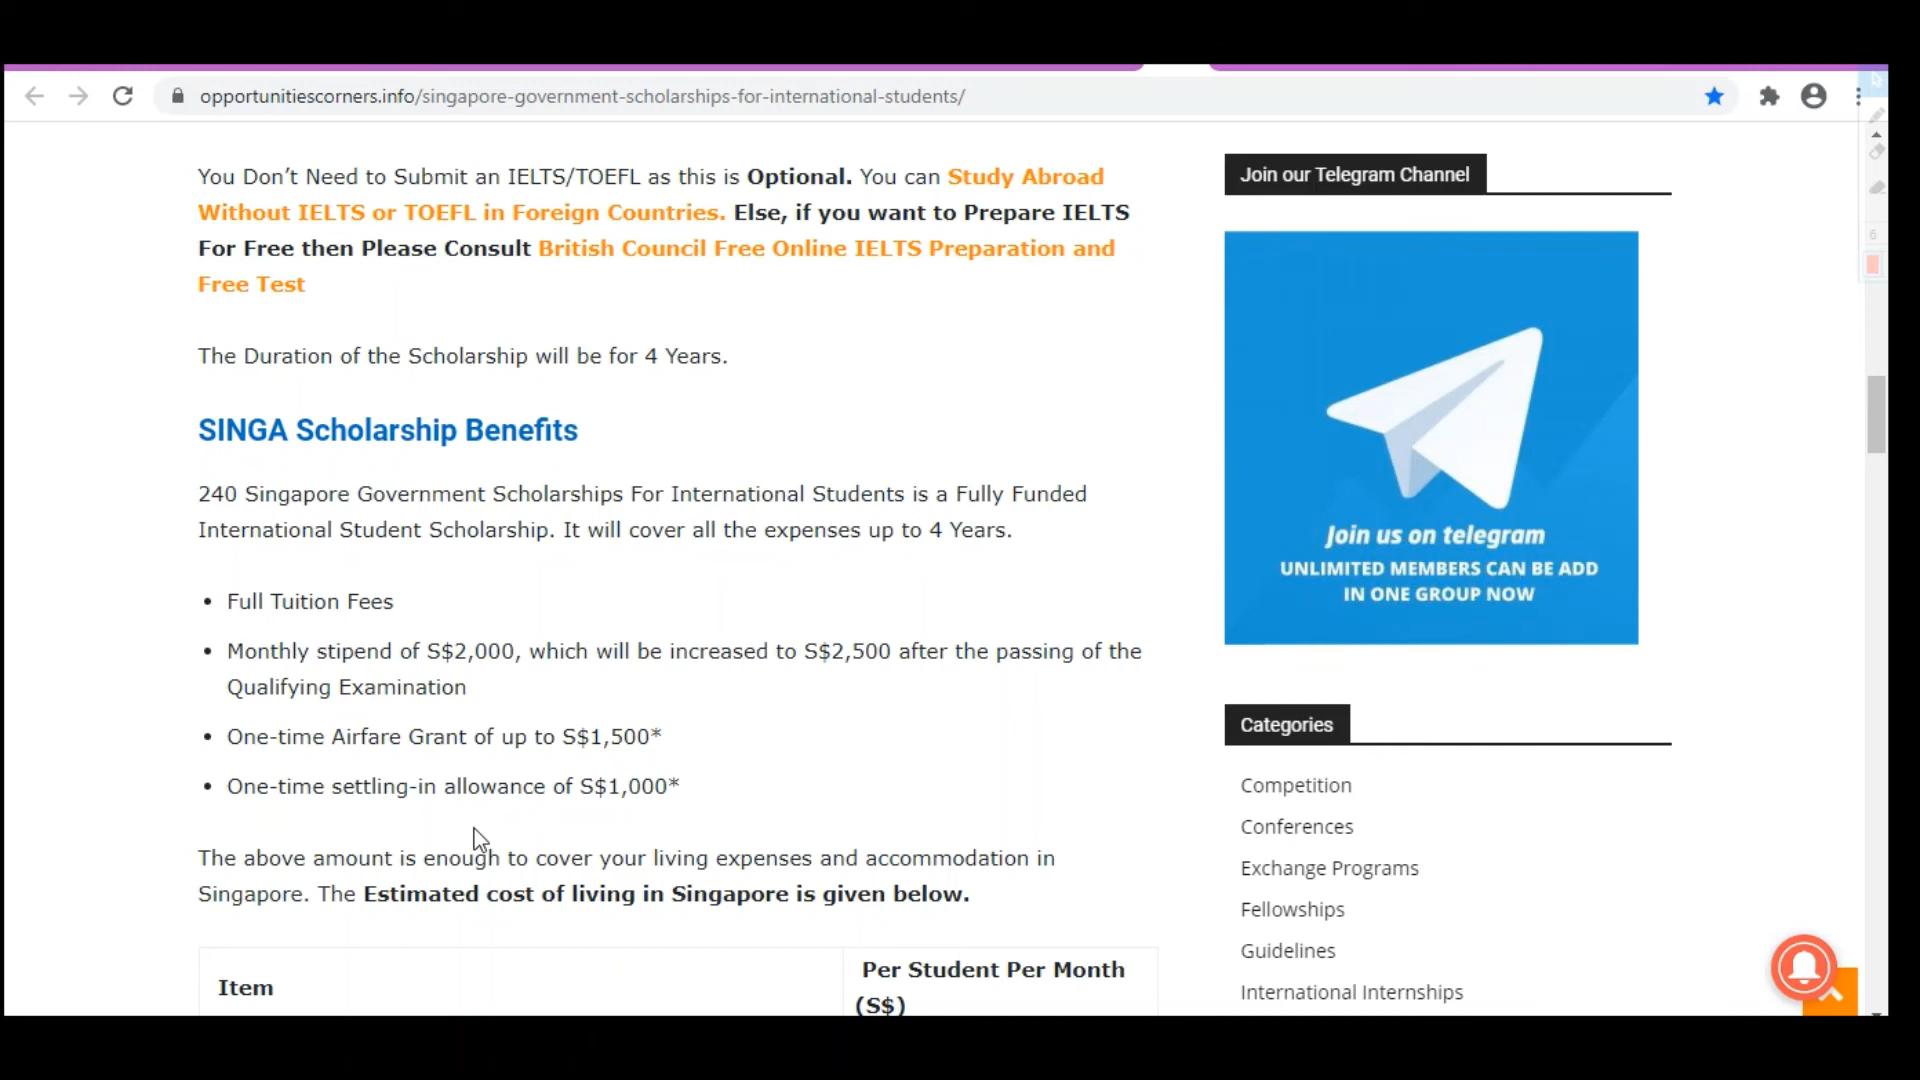 opportunitiescorners.info/singapore-government-scholarships-for-international-students/
You Don’t Need to Submit an IELTS/TOEFL as this is Optional. You can Study Abroad
Without IELTS or TOEFL in Foreign Countries. Else, if you want to Prepare IELTS
For Free then Please Consult British Council Free Online IELTS Preparation and
Free Test
The Duration of the Scholarship will be for 4 Years.
SINGA Scholarship Benefits
240 Singapore Government Scholarships For International Students is a Fully Funded
International Student Scholarship. It will cover all the expenses up to 4 Years.
• Full Tuition Fees
• Monthly stipend of S$2,000, which will be increased to S$2,500 after the passing of the
Qualifying Examination
• One-time Airfare Grant of up to S$1,500*
• One-time settling-in allowance of S$1,000*
The above amount is enough to cover your living expenses and accommodation in
Singapore. The Estimated cost of living in Singapore is given below.
Item
Per Student Per Month
(S$)
Join our Telegram Channel
Join us on telegram
UNLIMITED MEMBERS CAN BE ADD
IN ONE GROUP NOW
Categories
Competition
Conferences
Exchange Programs
Fellowships
Guidelines
International Internships
6